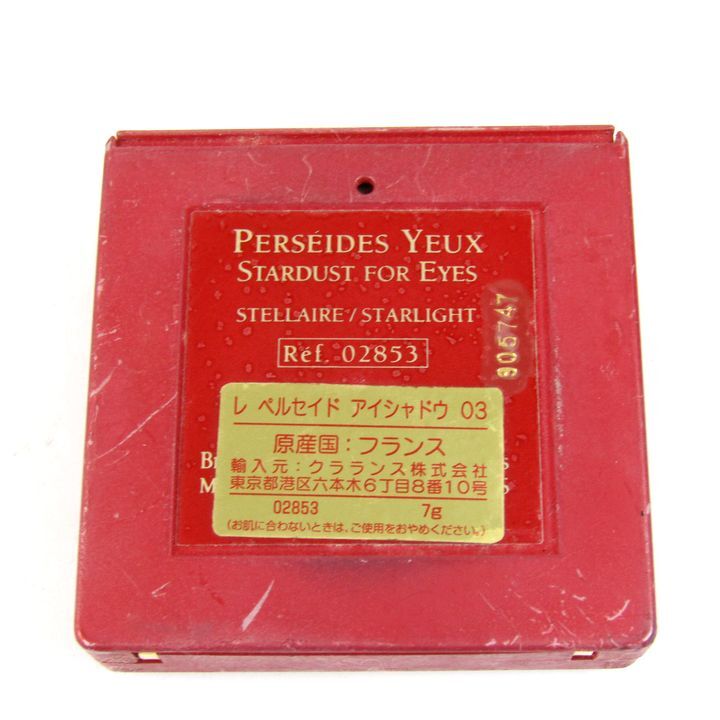 PERSÉIDES YEUX
STARDUST FOR EYES
STELLAIRE / STARLIGHT
Réf. 02853
905747
レ ペルセイド アイシャドウ 03
原産国：フランス
輸入元：クラランス株式会社
東京都港区六本木6丁目8番10号
02853 7g
(お肌に合わないときは、ご使用をおやめください。)